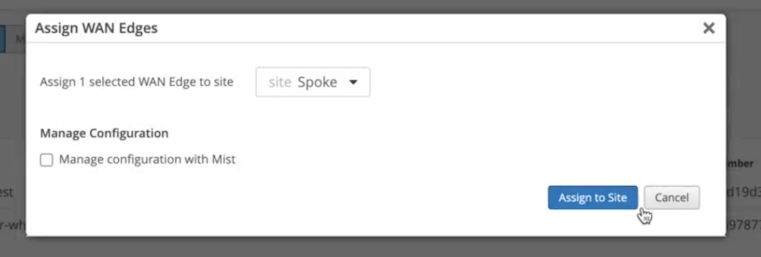 Assign WAN Edges
Assign 1 selected WAN Edge to site
site Spoke
Manage Configuration
Manage configuration with Mist
Assign to Site
Cancel
mber
est
d19d3
r-wh
97877